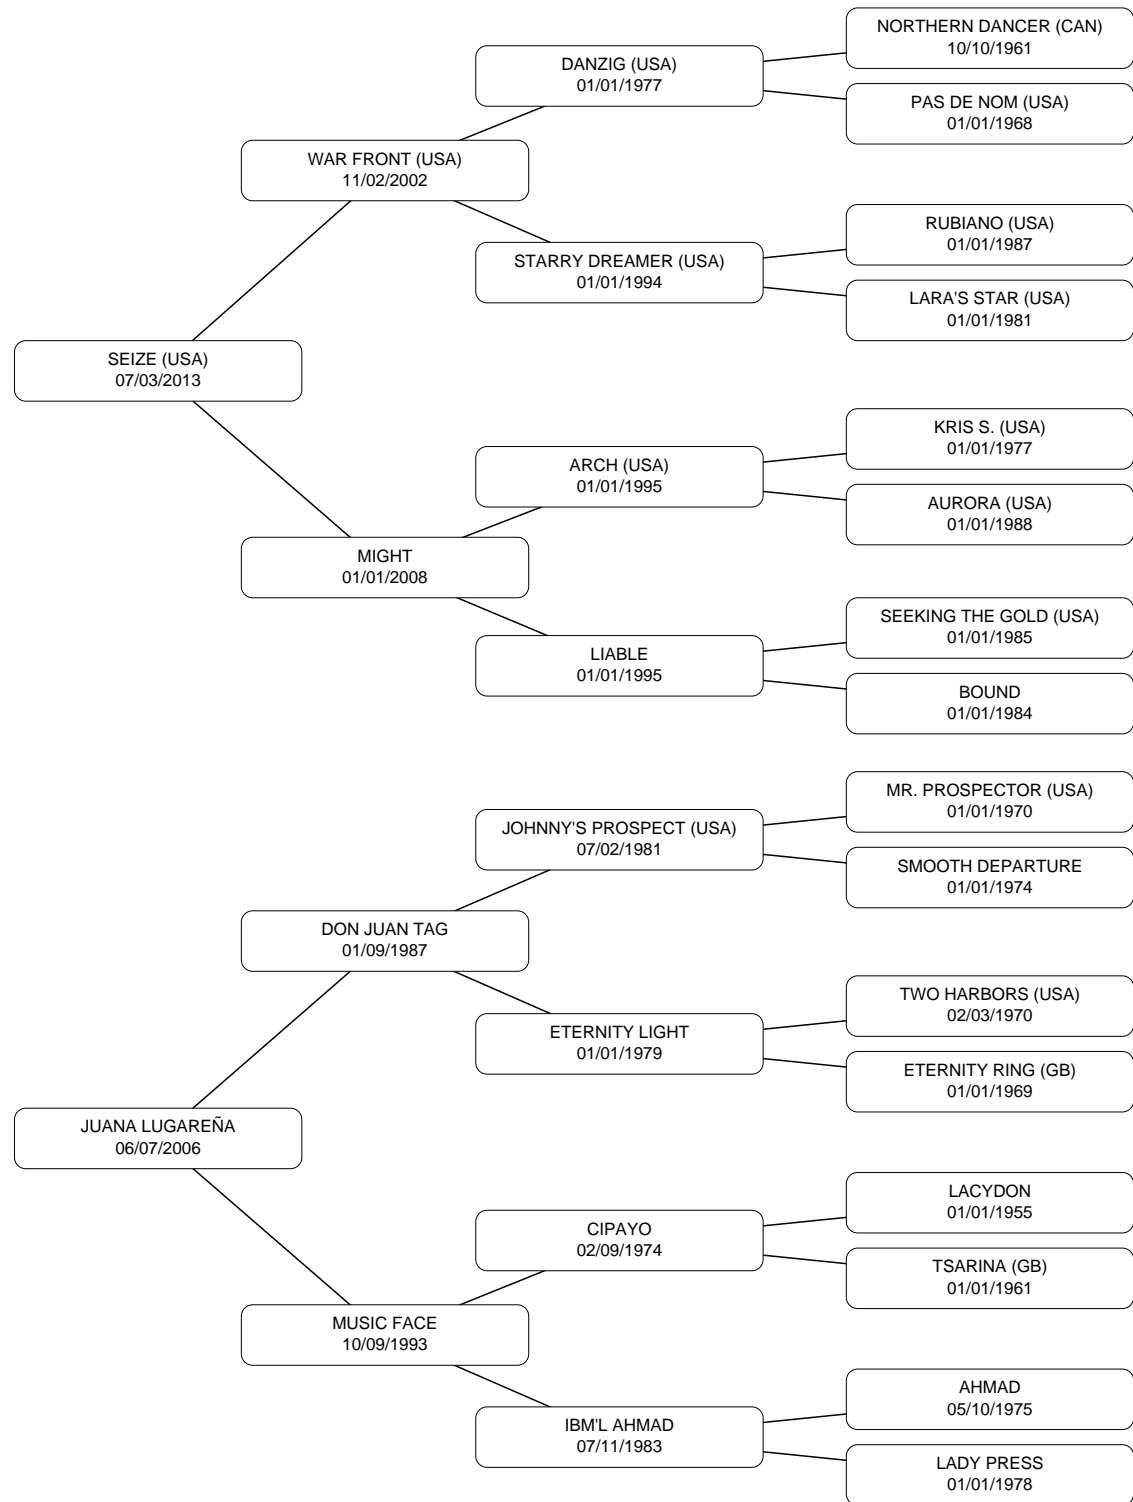 NORTHERN DANCER (CAN)
10/10/1961
DANZIG (USA)
01/01/1977
PAS DE NOM (USA)
01/01/1968
WAR FRONT (USA)
11/02/2002
RUBIANO (USA)
01/01/1987
STARRY DREAMER (USA)
01/01/1994
LARA'S STAR (USA)
01/01/1981
SEIZE (USA)
07/03/2013
KRIS S. (USA)
01/01/1977
ARCH (USA)
01/01/1995
AURORA (USA)
01/01/1988
MIGHT
01/01/2008
SEEKING THE GOLD (USA)
01/01/1985
LIABLE
01/01/1995
BOUND
01/01/1984
MR. PROSPECTOR (USA)
01/01/1970
JOHNNY'S PROSPECT (USA)
07/02/1981
SMOOTH DEPARTURE
01/01/1974
DON JUAN TAG
01/09/1987
TWO HARBORS (USA)
02/03/1970
ETERNITY LIGHT
01/01/1979
ETERNITY RING (GB)
01/01/1969
JUANA LUGAREÑA
06/07/2006
LACYDON
01/01/1955
CIPAYO
02/09/1974
TSARINA (GB)
01/01/1961
MUSIC FACE
10/09/1993
AHMAD
05/10/1975
IBM'L AHMAD
07/11/1983
LADY PRESS
01/01/1978